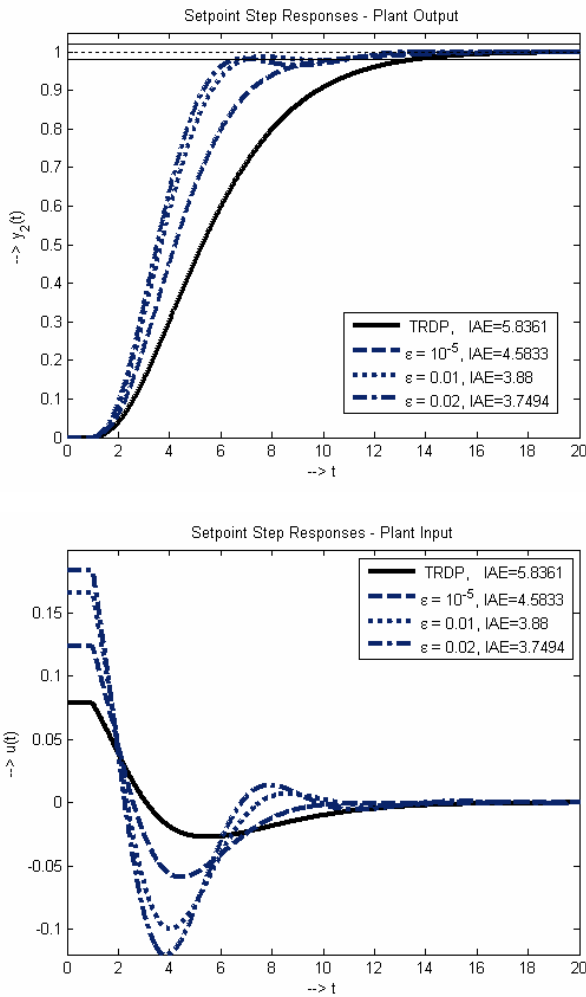 Setpoint Step Responses - Plant Output
1
0.9
0.8
0.7
0.6
0.5
0.4
0.3
0.2
0.1
0
--> y2(t)
TRDP, IAE=5.8361
ε = 10-5, IAE=4.5833
ε = 0.01, IAE=3.88
ε = 0.02, IAE=3.7494
0 2 4 6 8 10 12 14 16 18 20
--> t
Setpoint Step Responses - Plant Input
TRDP, IAE=5.8361
ε = 10-5, IAE=4.5833
ε = 0.01, IAE=3.88
ε = 0.02, IAE=3.7494
0.15
0.1
0.05
0
-0.05
-0.1
--> u(t)
0 2 4 6 8 10 12 14 16 18 20
--> t